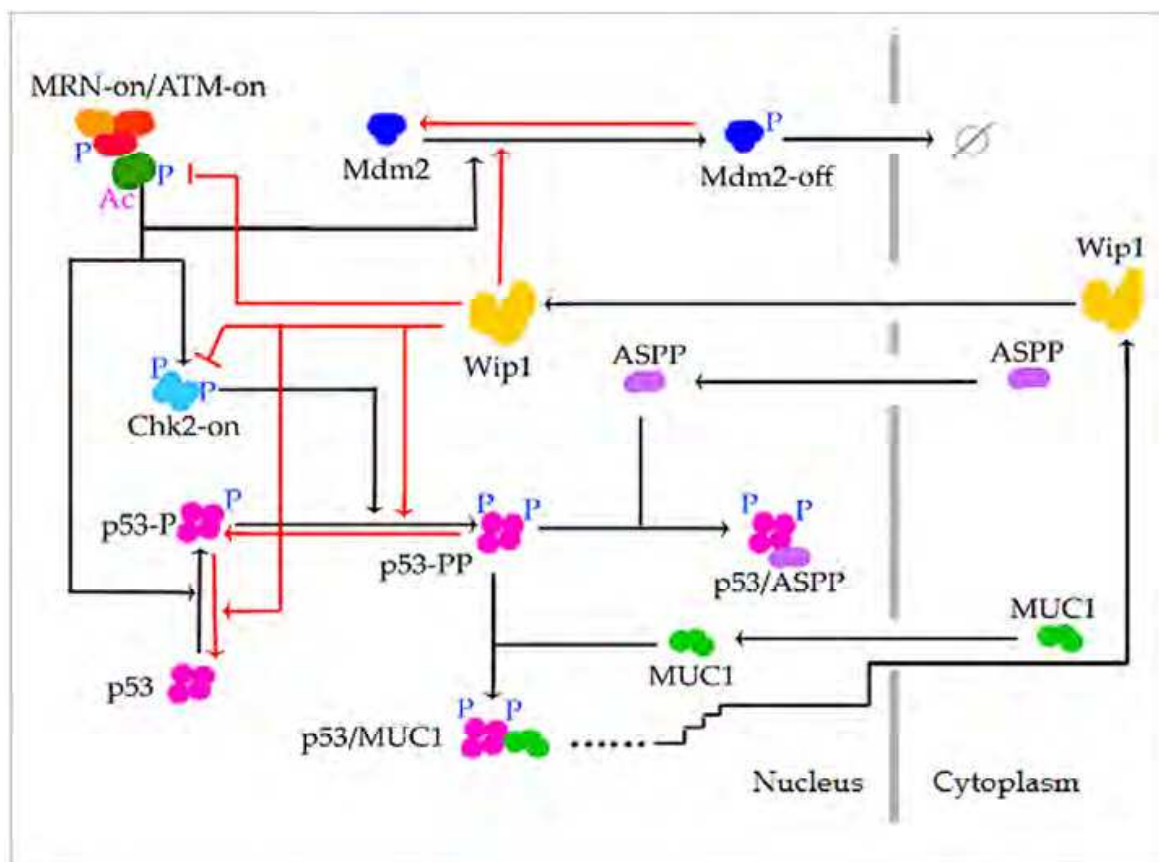 MRN-on/ATM-on
P
P
Ac
Mdm2
P
Mdm2-off
∅
Wip1
Wip1
ASPP
ASPP
P
P
Chk2-on
P
p53-P
P P
p53-PP
P P
p53/ASPP
MUC1
MUC1
p53
P P
p53/MUC1
Nucleus
Cytoplasm